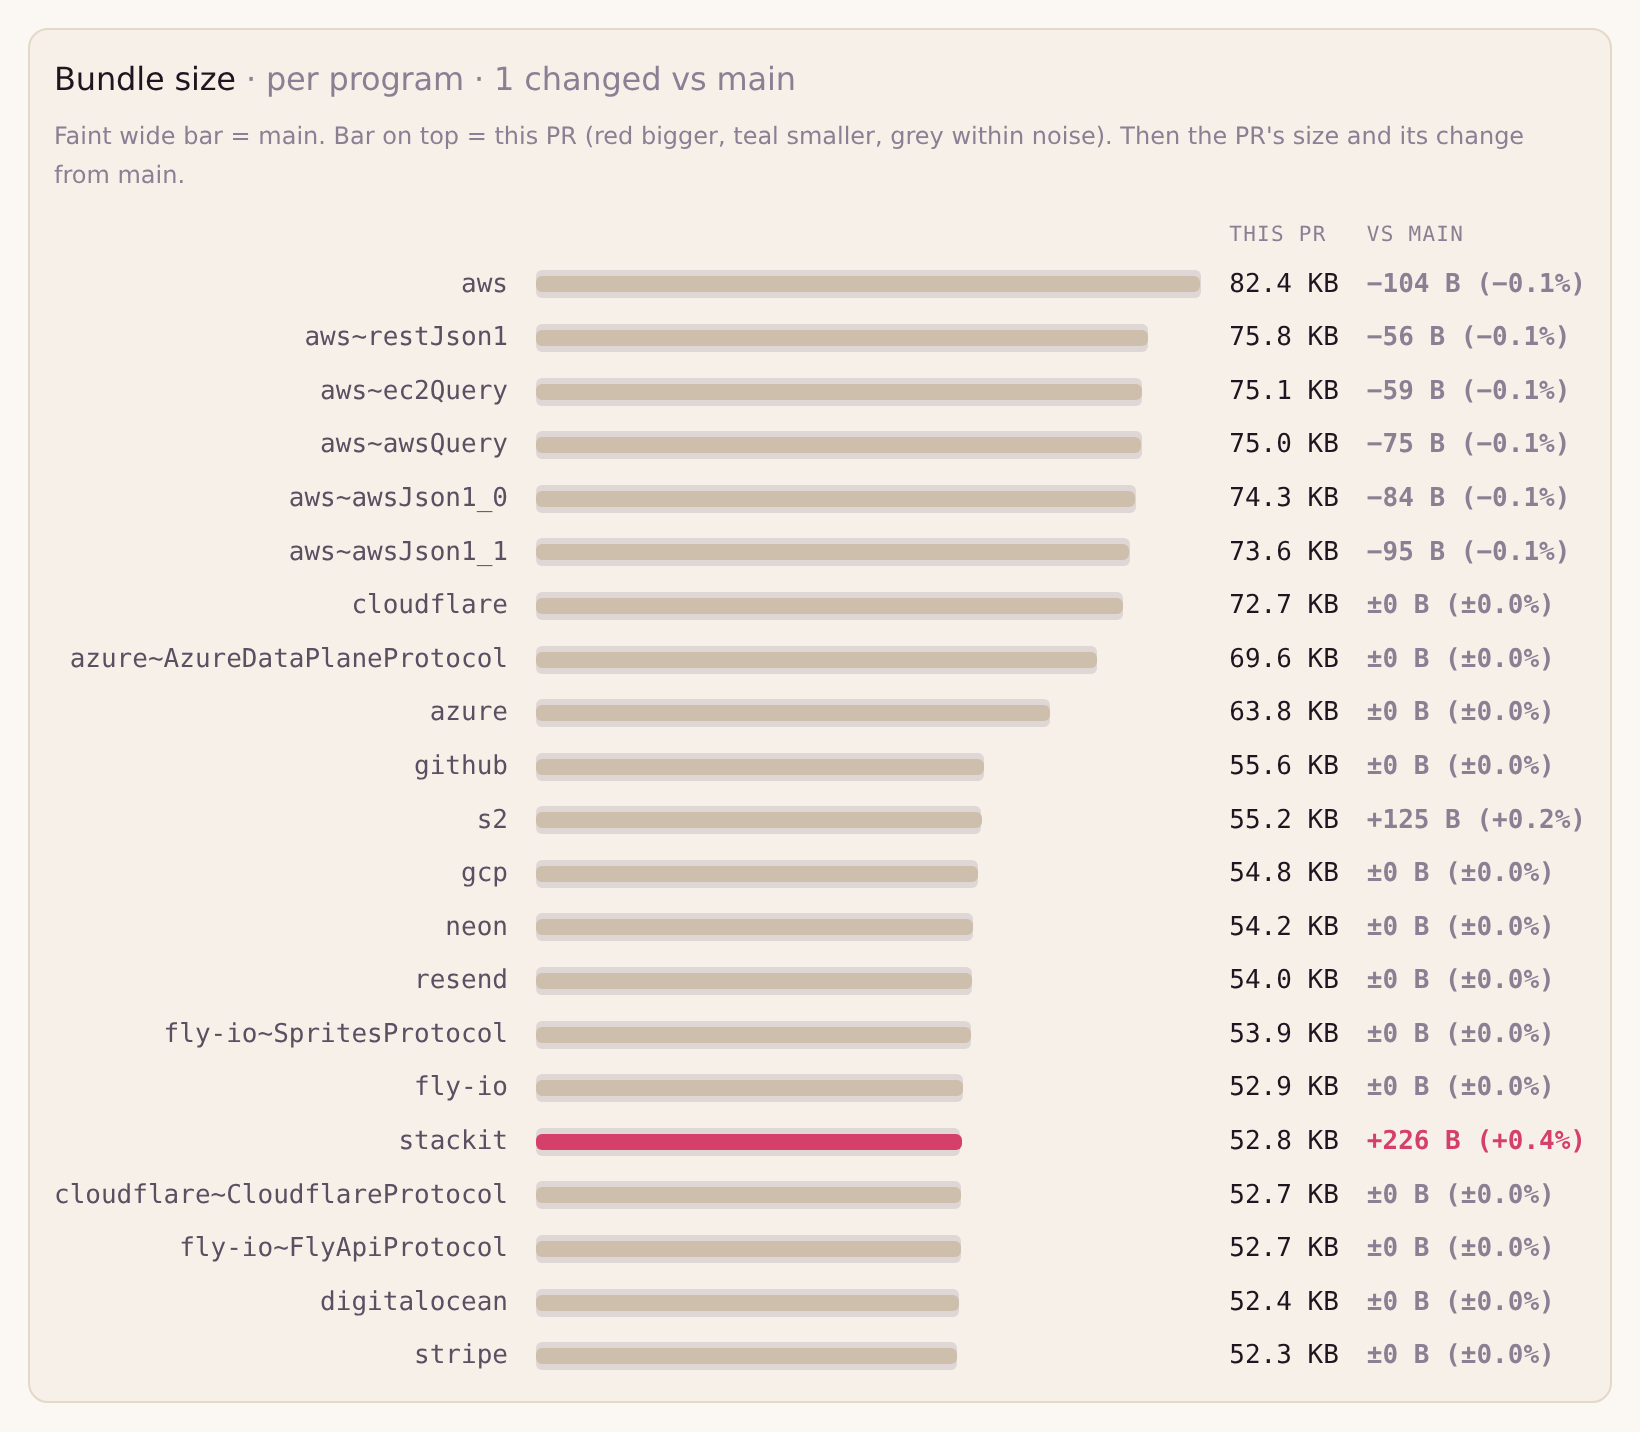 Bundle size · per program · 1 changed vs main
Faint wide bar = main. Bar on top = this PR (red bigger, teal smaller, grey within noise). Then the PR's size and its change
from main.
THIS PR VS MAIN
aws 82.4 KB −104 B (−0.1%)
aws~restJson1 75.8 KB −56 B (−0.1%)
aws~ec2Query 75.1 KB −59 B (−0.1%)
aws~awsQuery 75.0 KB −75 B (−0.1%)
aws~awsJson1_0 74.3 KB −84 B (−0.1%)
aws~awsJson1_1 73.6 KB −95 B (−0.1%)
cloudflare 72.7 KB ±0 B (±0.0%)
azure~AzureDataPlaneProtocol 69.6 KB ±0 B (±0.0%)
azure 63.8 KB ±0 B (±0.0%)
github 55.6 KB ±0 B (±0.0%)
s2 55.2 KB +125 B (+0.2%)
gcp 54.8 KB ±0 B (±0.0%)
neon 54.2 KB ±0 B (±0.0%)
resend 54.0 KB ±0 B (±0.0%)
fly-io~SpritesProtocol 53.9 KB ±0 B (±0.0%)
fly-io 52.9 KB ±0 B (±0.0%)
stackit 52.8 KB +226 B (+0.4%)
cloudflare~CloudflareProtocol 52.7 KB ±0 B (±0.0%)
fly-io~FlyApiProtocol 52.7 KB ±0 B (±0.0%)
digitalocean 52.4 KB ±0 B (±0.0%)
stripe 52.3 KB ±0 B (±0.0%)